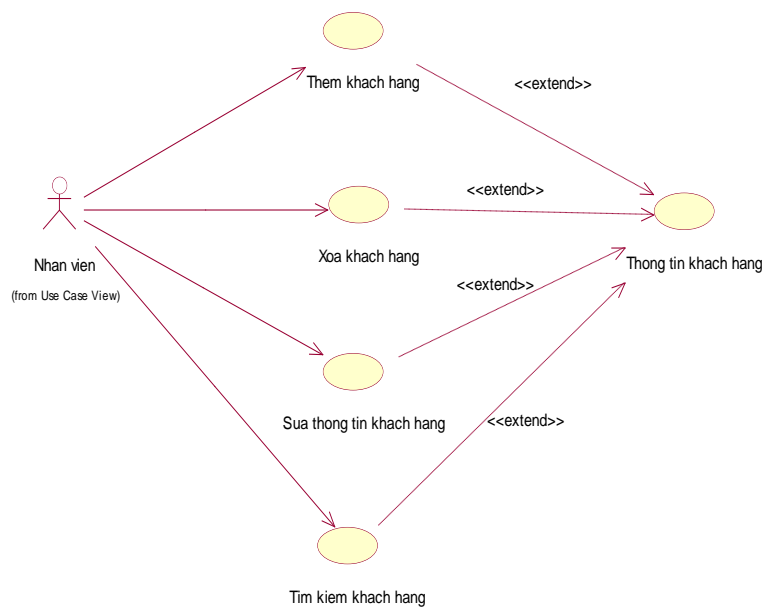 Them khach hang
<<extend>>
<<extend>>
Xoa khach hang
Nhan vien
(from Use Case View)
Thong tin khach hang
<<extend>>
Sua thong tin khach hang
<<extend>>
Tim kiem khach hang